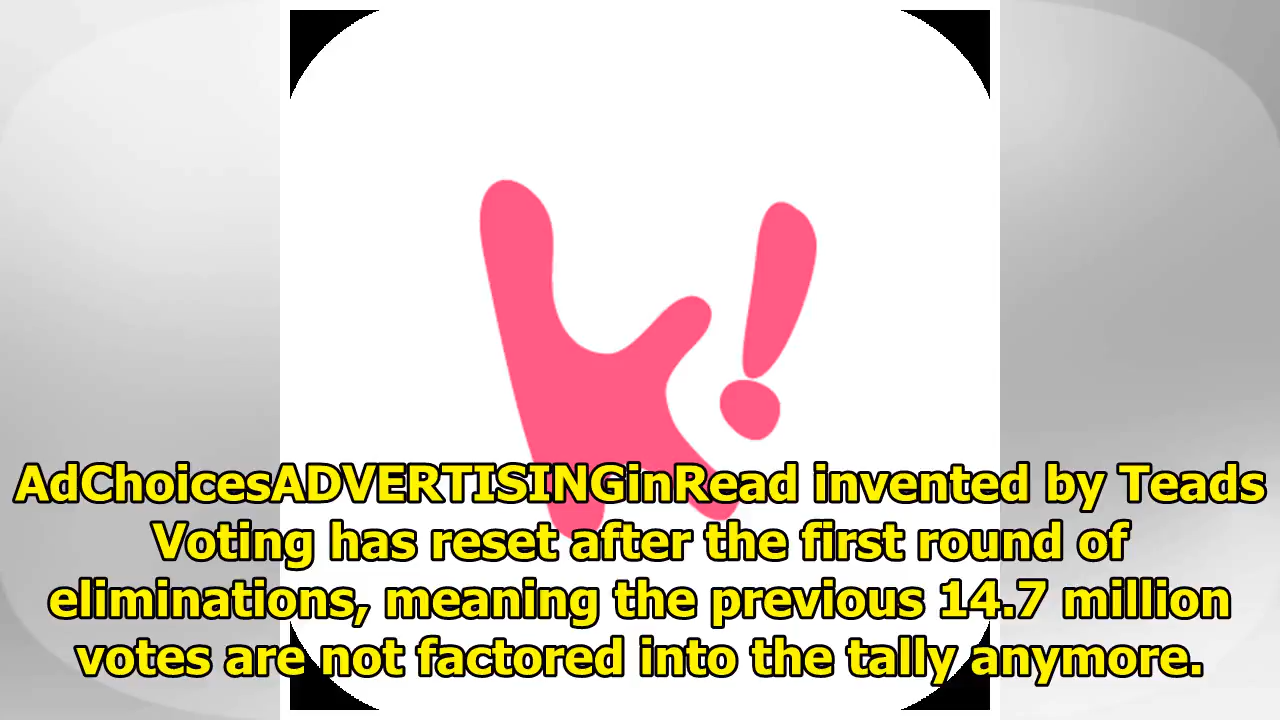 k!
AdChoicesADVERTISINGinRead invented by Teads
Voting has reset after the first round of
eliminations, meaning the previous 14.7 million
votes are not factored into the tally anymore.